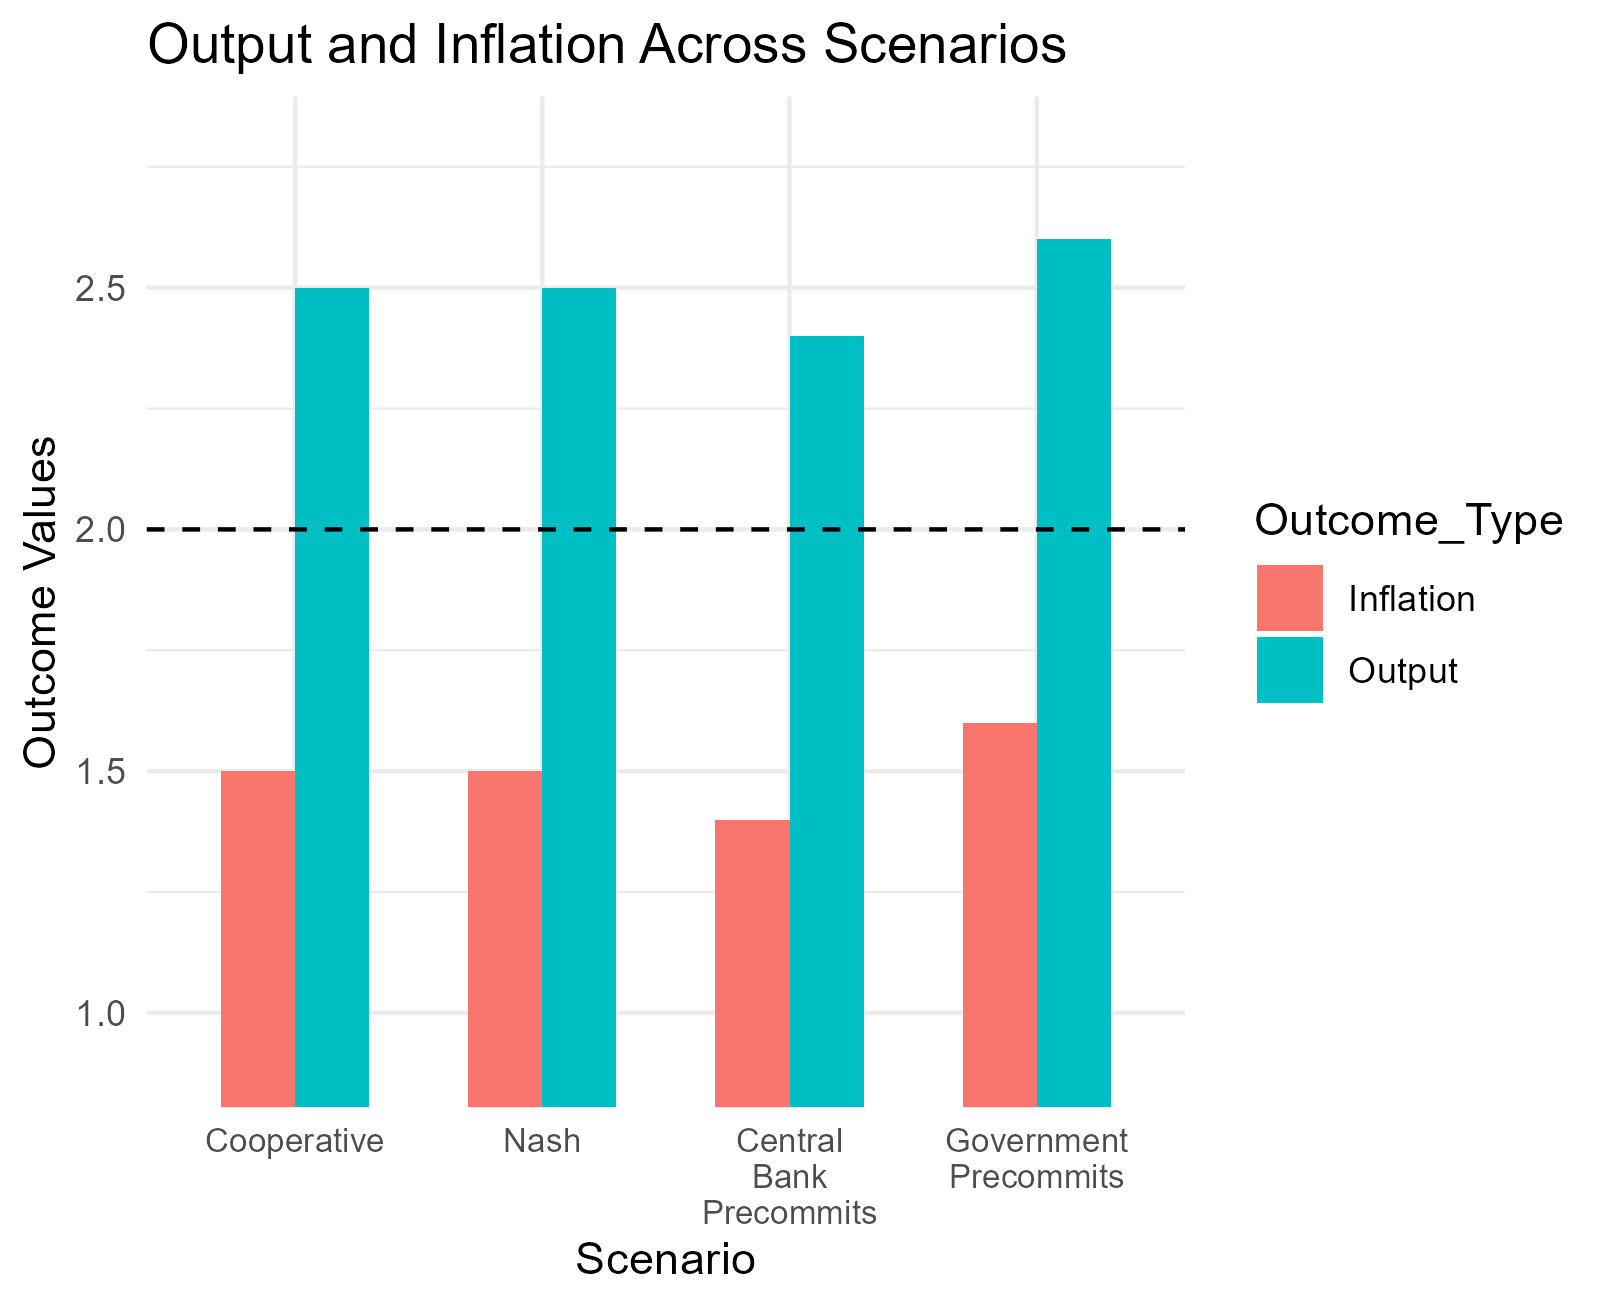 Output and Inflation Across Scenarios
Outcome Values
2.5
2.0
1.5
1.0
Cooperative
Nash
Central
Bank
Precommits
Government
Precommits
Scenario
Outcome_Type
Inflation
Output